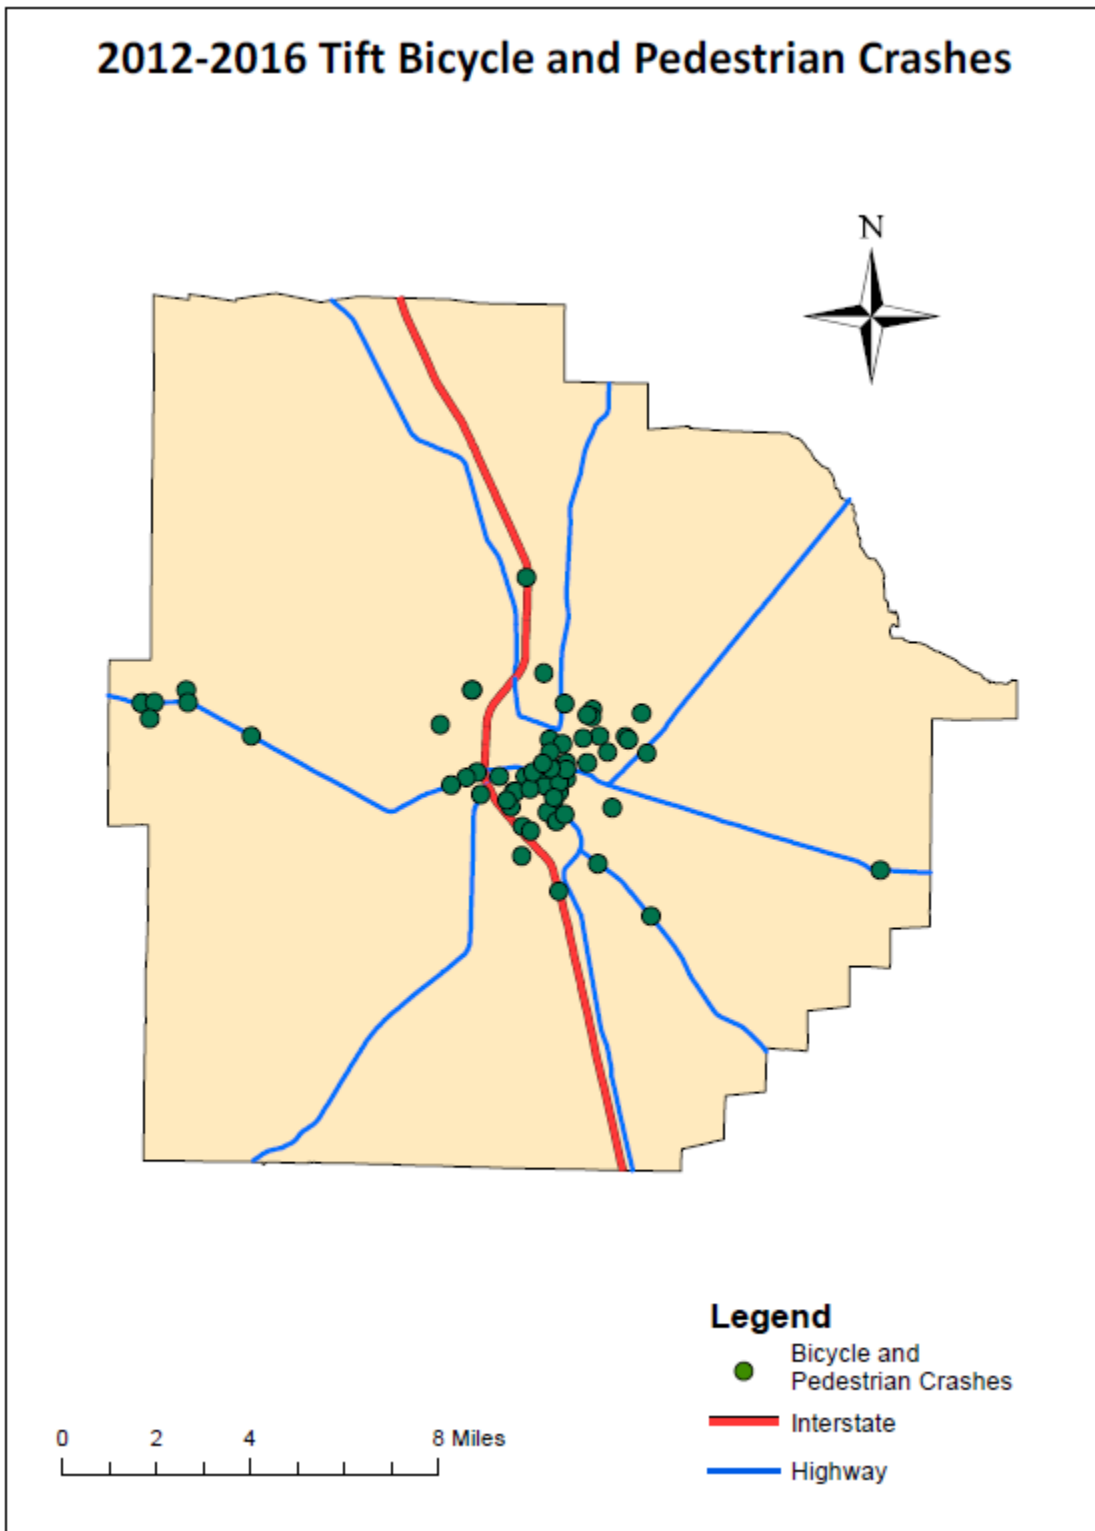 2012-2016 Tift Bicycle and Pedestrian Crashes
N
Legend
Bicycle and
Pedestrian Crashes
Interstate
Highway
0 2 4 8 Miles